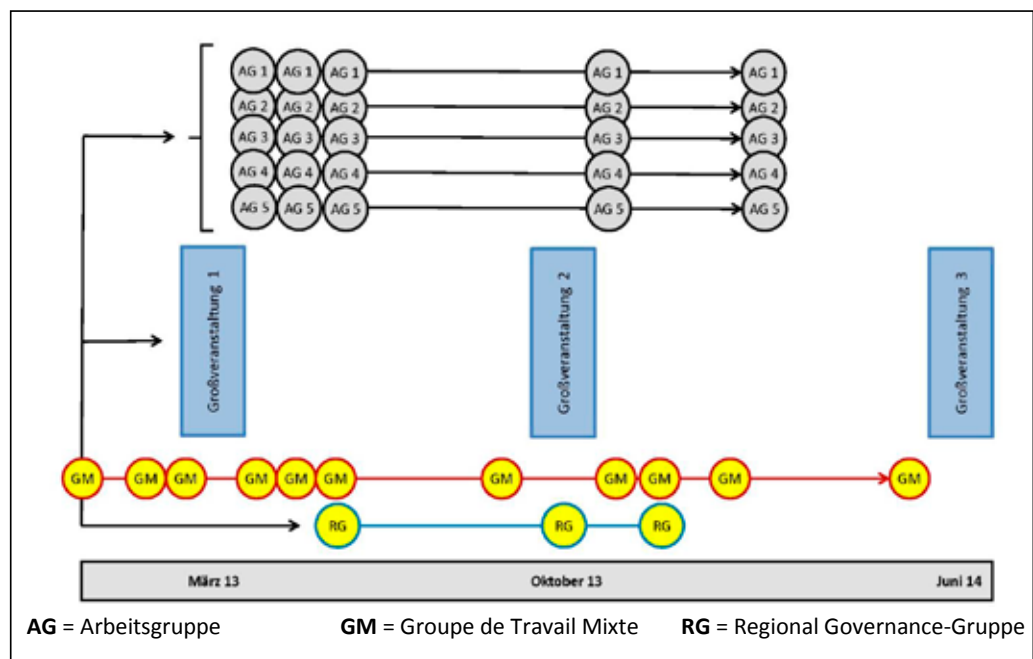 AG 1 AG 1 AG 1 AG 1 AG 1
AG 2 AG 2 AG 2 AG 2 AG 2
AG 3 AG 3 AG 3 AG 3 AG 3
AG 4 AG 4 AG 4 AG 4 AG 4
AG 5 AG 5 AG 5 AG 5 AG 5
Großveranstaltung 1
Großveranstaltung 2
Großveranstaltung 3
GM GM GM GM GM GM GM GM GM GM GM
RG RG RG
März 13 Oktober 13 Juni 14
AG = Arbeitsgruppe GM = Groupe de Travail Mixte RG = Regional Governance-Gruppe